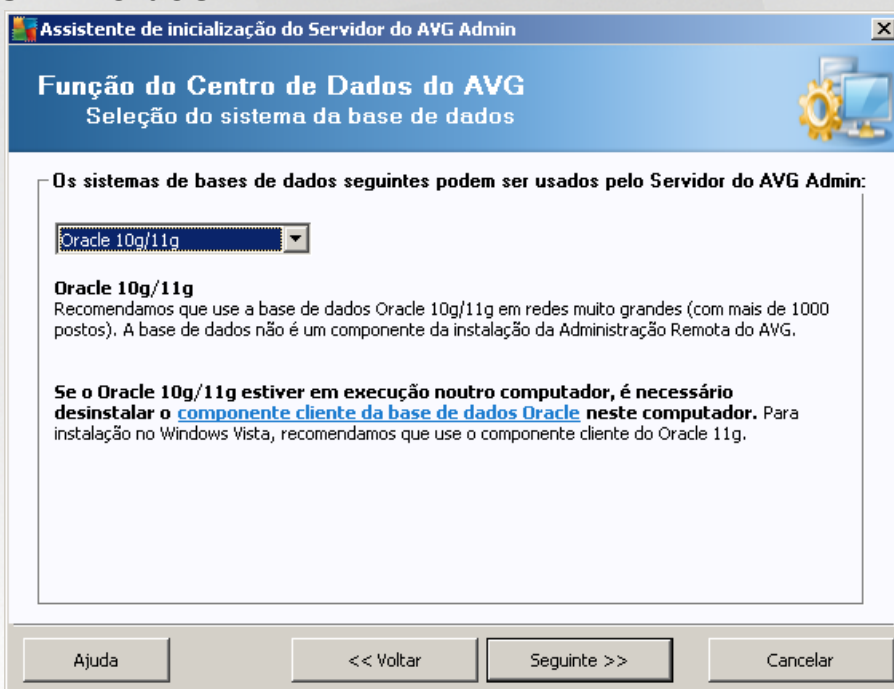 Assistente de inicialização do Servidor do AVG Admin
Função do Centro de Dados do AVG
Seleção do sistema da base de dados
Os sistemas de bases de dados seguintes podem ser usados pelo Servidor do AVG Admin:
Oracle 10g/11g
Oracle 10g/11g
Recomendamos que use a base de dados Oracle 10g/11g em redes muito grandes (com mais de 1000
postos). A base de dados não é um componente da instalação da Administração Remota do AVG.
Se o Oracle 10g/11g estiver em execução noutro computador, é necessário
desinstalar o componente cliente da base de dados Oracle neste computador. Para
instalação no Windows Vista, recomendamos que use o componente cliente do Oracle 11g.
Ajuda
<< Voltar
Seguinte >>
Cancelar